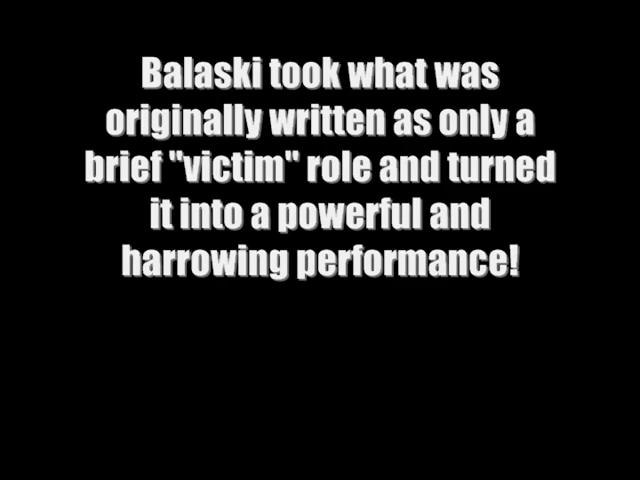 Balaski took what was
originally written as only a
brief "victim" role and turned
it into a powerful and
harrowing performance!